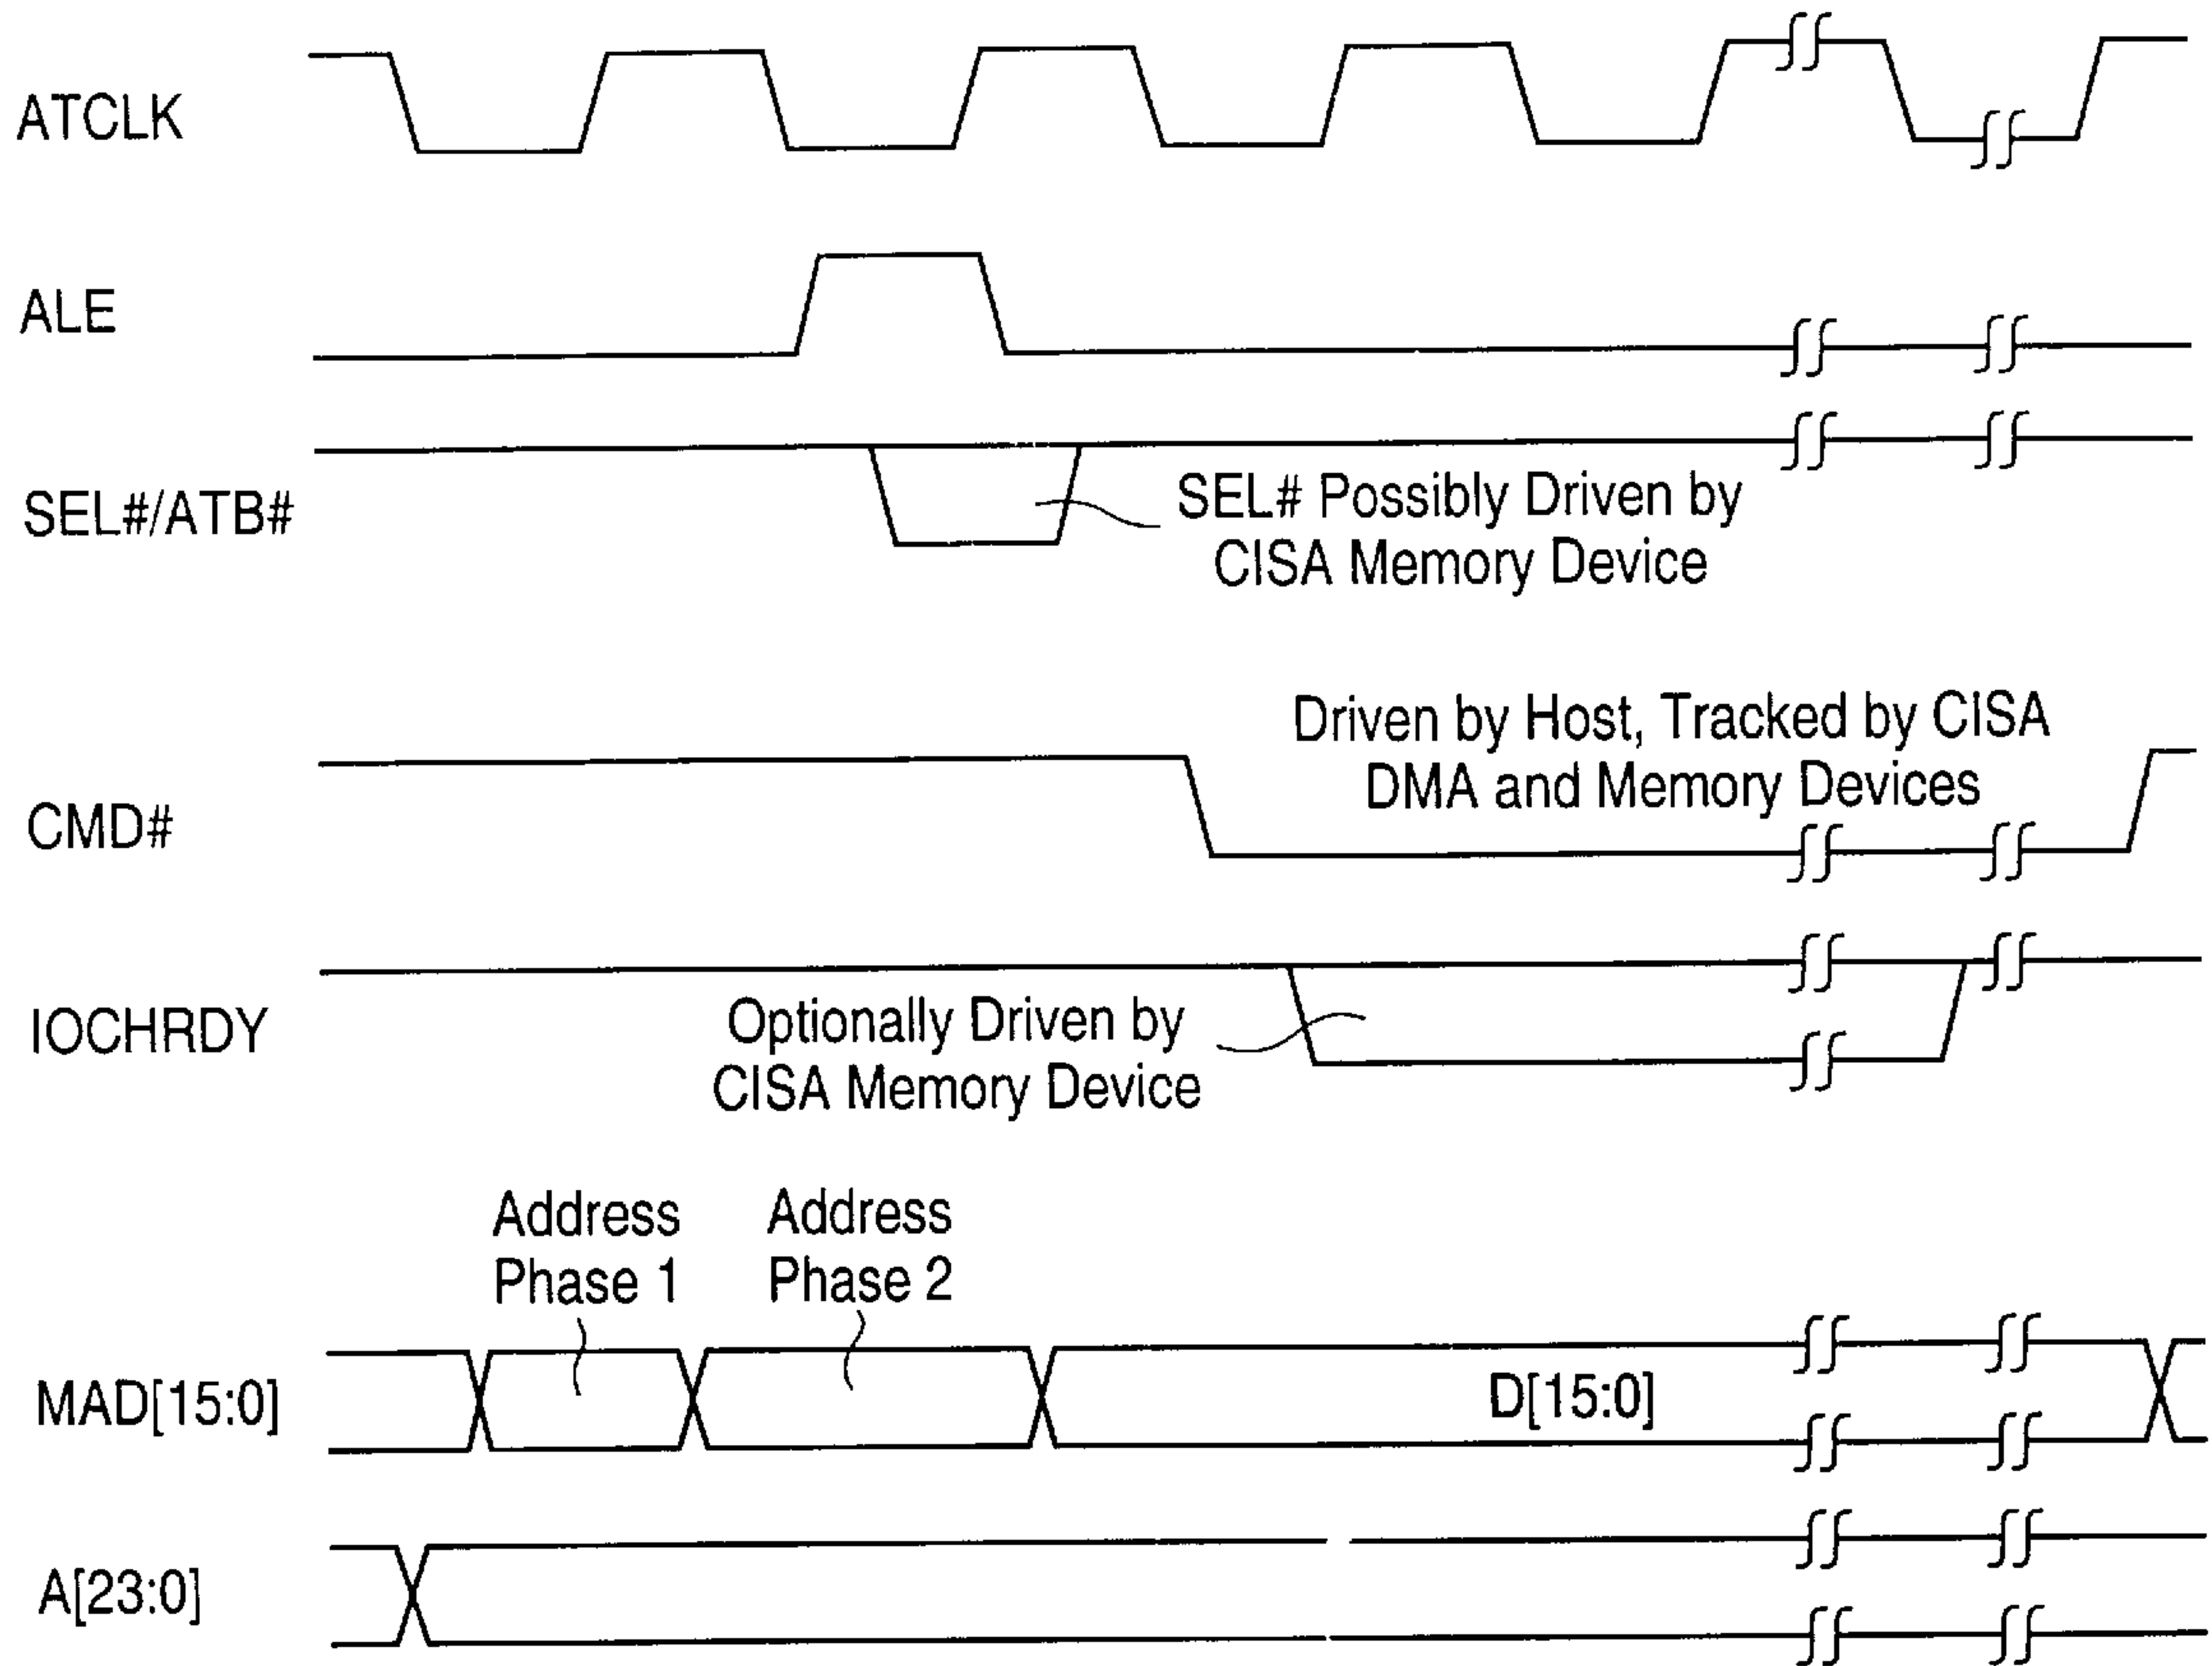 ATCLK
ALE
SEL#/ATB#
SEL# Possibly Driven by
CISA Memory Device
Driven by Host, Tracked by CISA
DMA and Memory Devices
CMD#
IOCHRDY
Optionally Driven by
CISA Memory Device
Address
Phase 1
Address
Phase 2
MAD[15:0]
D[15:0]
A[23:0]